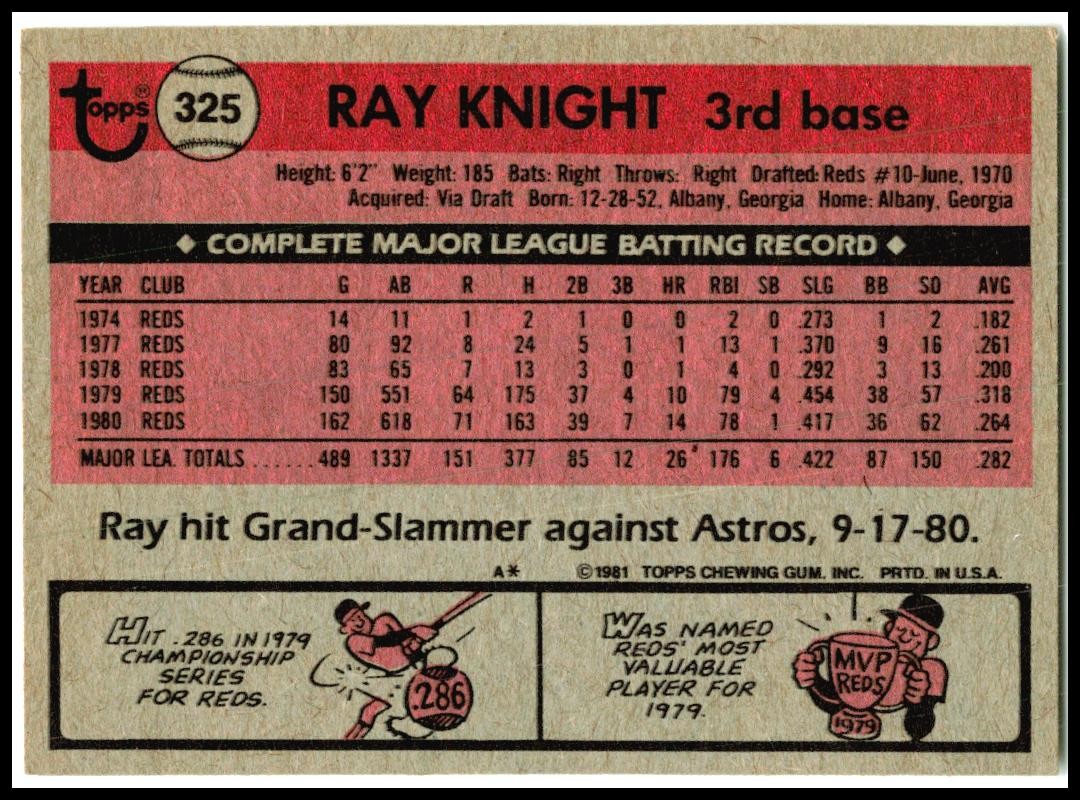 topps® 325 RAY KNIGHT 3rd base
Height: 6'2" Weight: 185 Bats: Right Throws: Right Drafted: Reds #10-June, 1970
Acquired: Via Draft Born: 12-28-52, Albany, Georgia Home: Albany, Georgia
◆ COMPLETE MAJOR LEAGUE BATTING RECORD ◆
YEAR CLUB G AB R H 2B 3B HR RBI SB SLG BB SO AVG
1974 REDS 14 11 1 2 1 0 0 2 0 .273 1 2 .182
1977 REDS 80 92 8 24 5 1 1 13 1 .370 9 16 .261
1978 REDS 83 65 7 13 3 0 1 4 0 .292 3 13 .200
1979 REDS 150 551 64 175 37 4 10 79 4 .454 38 57 .318
1980 REDS 162 618 71 163 39 7 14 78 1 .417 36 62 .264
MAJOR LEA. TOTALS ...... 489 1337 151 377 85 12 26 176 6 .422 87 150 .282
Ray hit Grand-Slammer against Astros, 9-17-80.
A* ©1981 TOPPS CHEWING GUM, INC. PRTD. IN U.S.A.
HIT .286 IN 1979
CHAMPIONSHIP
SERIES
FOR REDS.
.286
WAS NAMED
REDS' MOST
VALUABLE
PLAYER FOR
1979.
MVP
REDS
1979